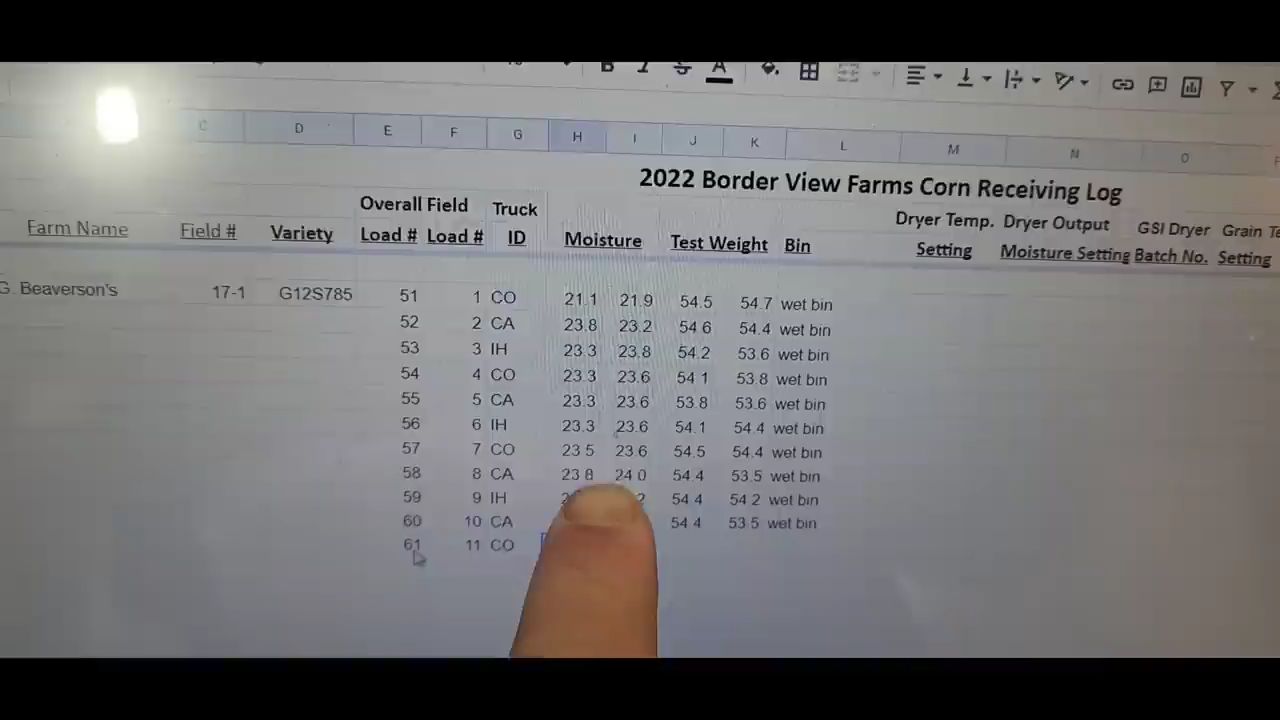 C D E F G H I J K L M N O
2022 Border View Farms Corn Receiving Log
Overall Field Truck Dryer Temp. Dryer Output GSI Dryer Grain
Farm Name Field # Variety Load # Load # ID Moisture Test Weight Bin Setting Moisture Setting Batch No. Setting
G. Beaverson's 17-1 G12S785 51 1 CO 21.1 21.9 54.5 54.7 wet bin
52 2 CA 23.8 23.2 54.6 54.4 wet bin
53 3 IH 23.3 23.8 54.2 53.6 wet bin
54 4 CO 23.3 23.6 54.1 53.8 wet bin
55 5 CA 23.3 23.6 53.8 53.6 wet bin
56 6 IH 23.3 23.6 54.1 54.4 wet bin
57 7 CO 23.5 23.6 54.5 54.4 wet bin
58 8 CA 23.8 24.0 54.4 53.5 wet bin
59 9 IH 54.4 54.2 wet bin
60 10 CA 54.4 53.5 wet bin
61 11 CO